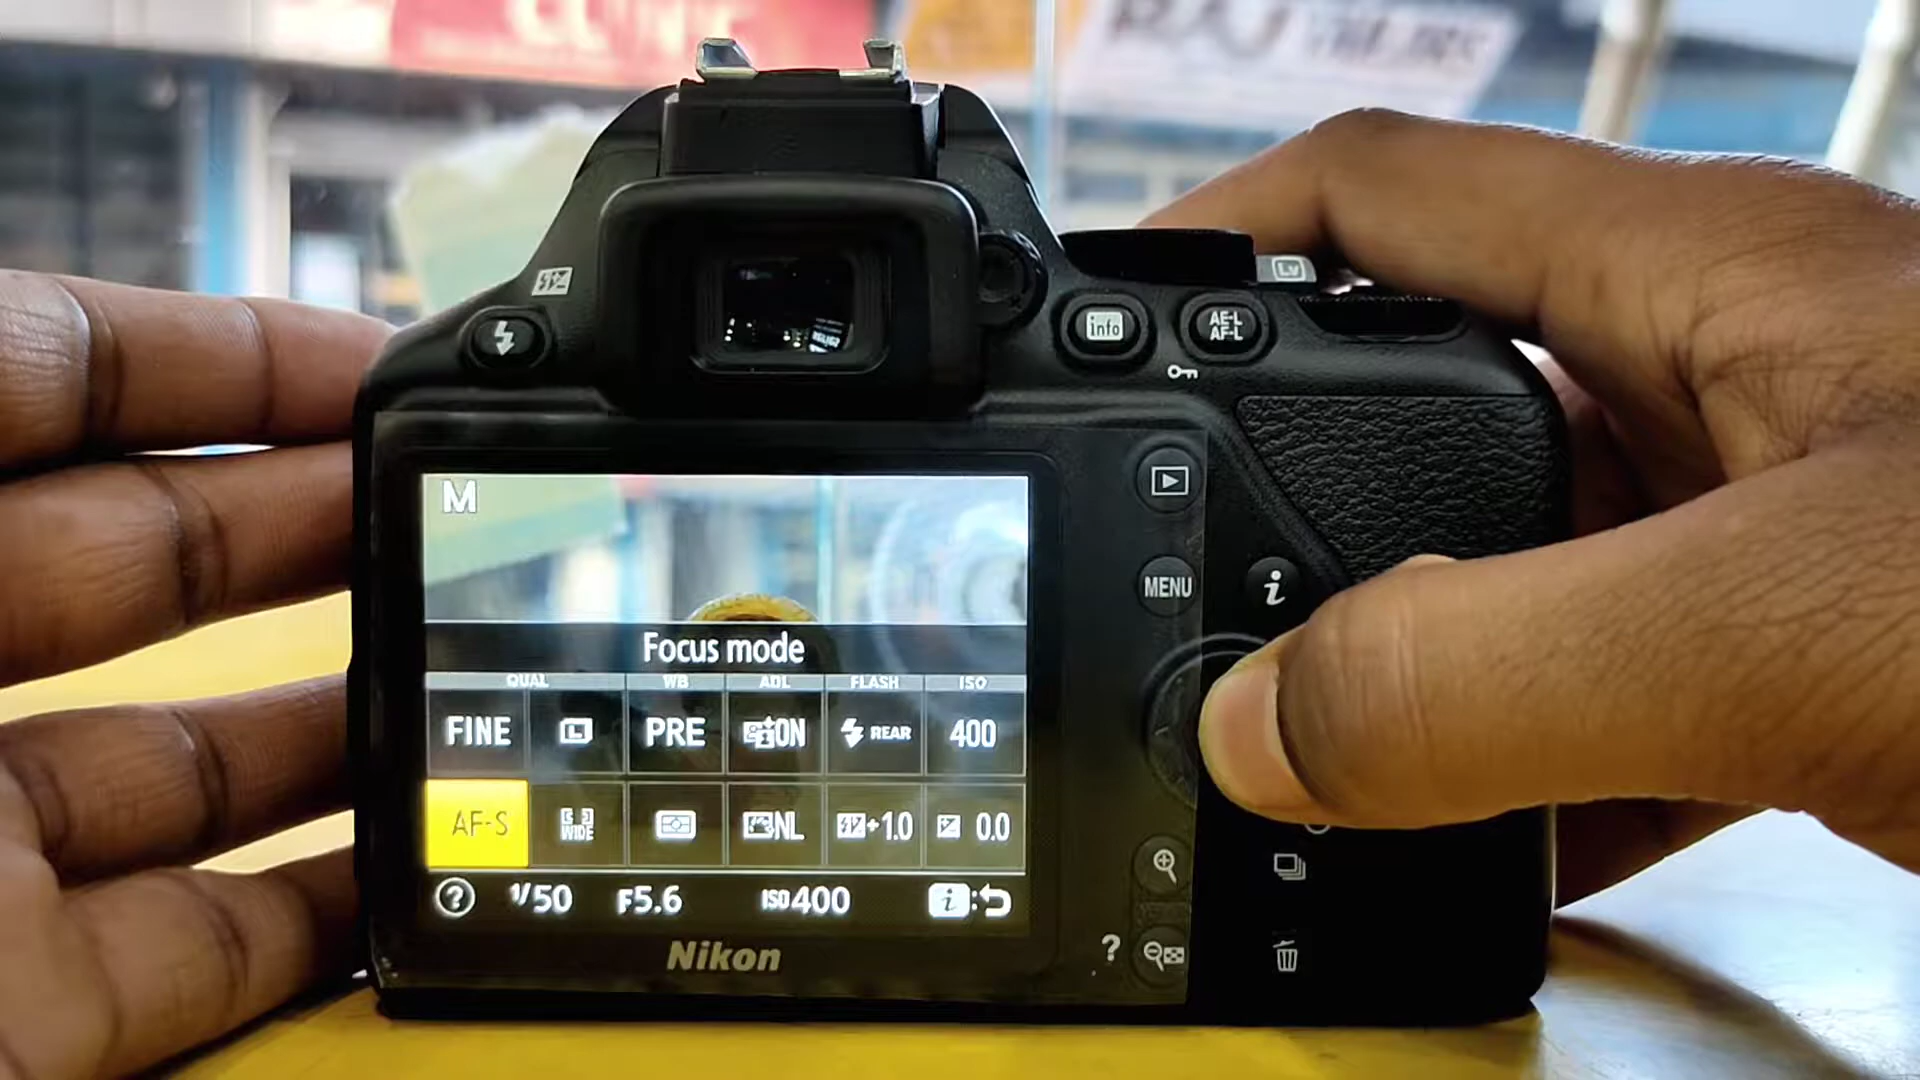 Lv
info
AE-L
AF-L
M
MENU
i
Focus mode
QUAL WB ADL FLASH ISO
FINE L PRE ON REAR 400
AF-S WIDE NL +1.0 0.0
? 1/50 F5.6 ISO400 i:
Nikon
?